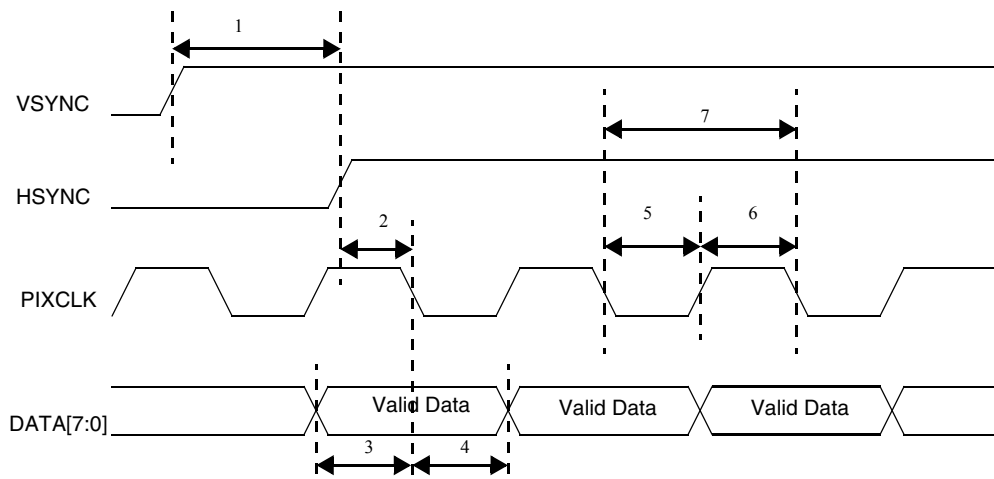 1
VSYNC
7
HSYNC
2
5
6
PIXCLK
Valid Data
Valid Data
Valid Data
DATA[7:0]
3
4